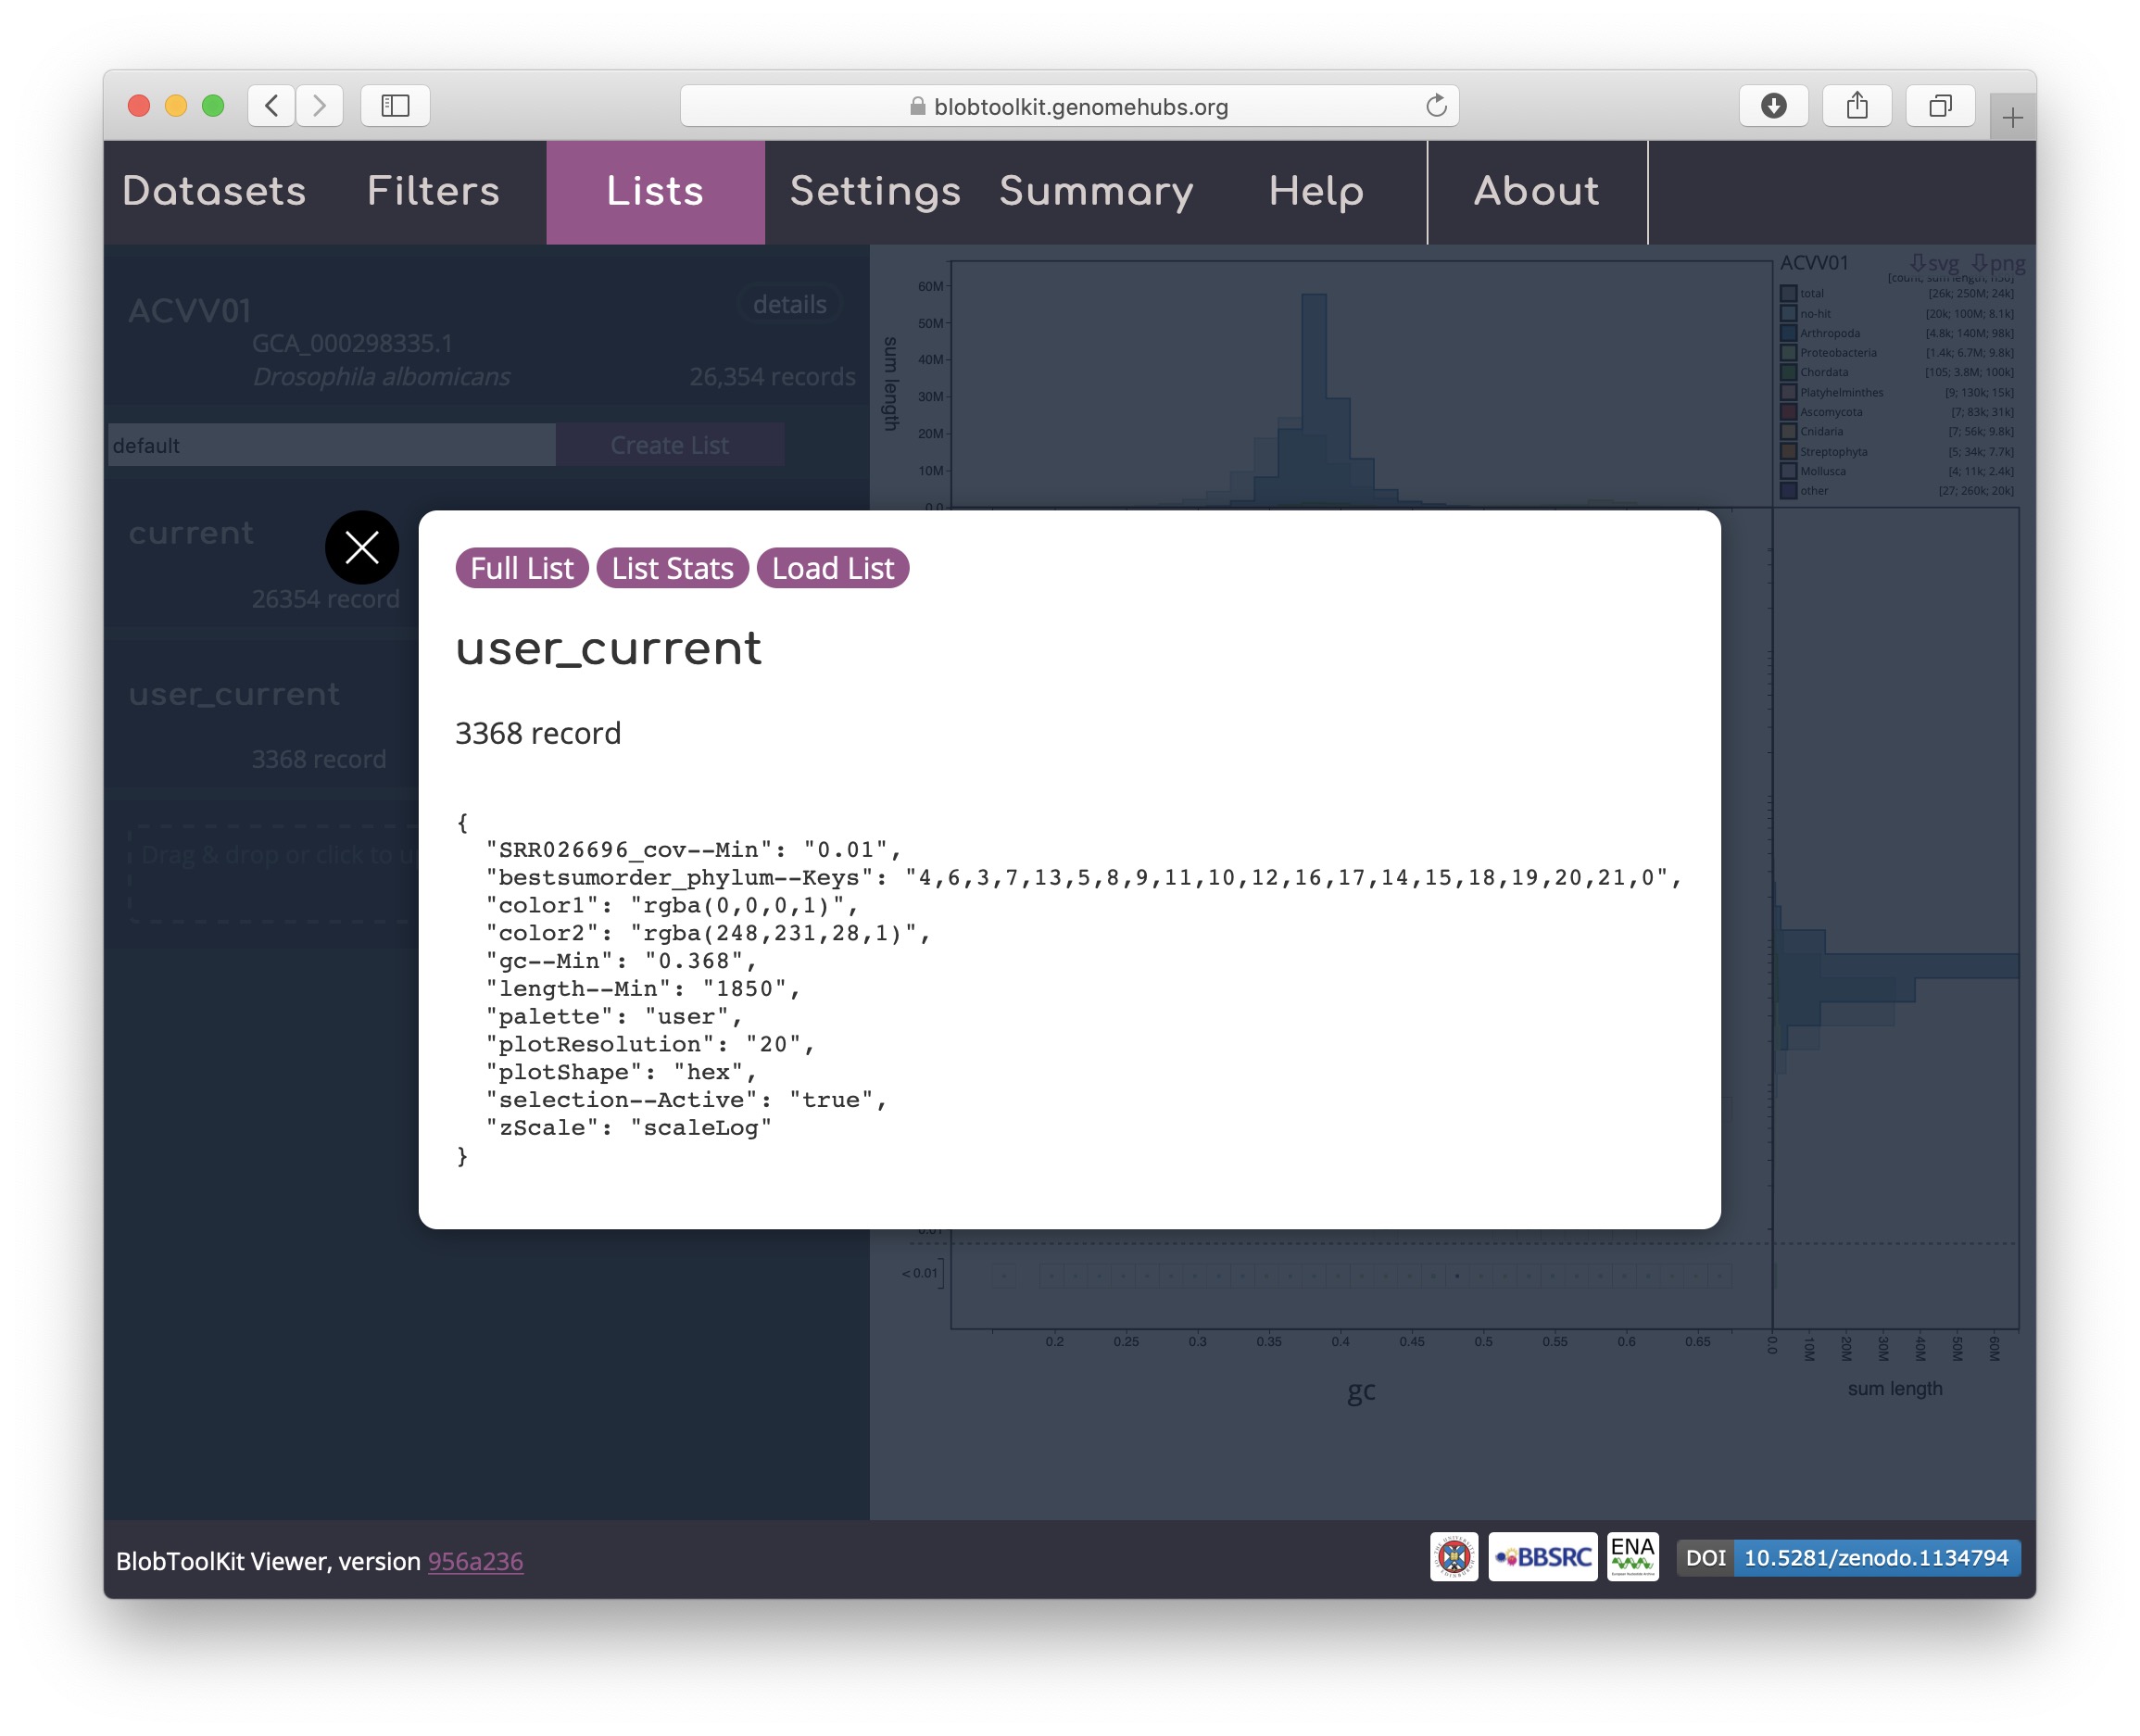 blobtoolkit.genomehubs.org
Datasets Filters Lists Settings Summary Help About
ACVV01
details
GCA_000298335.1
Drosophila albomicans 26,354 records
default Create List
current
26354 record
user_current
3368 record
Drag & drop or click to u
Full List List Stats Load List
user_current
3368 record
{
"SRR026696_cov--Min": "0.01",
"bestsumorder_phylum--Keys": "4,6,3,7,13,5,8,9,11,10,12,16,17,14,15,18,19,20,21,0",
"color1": "rgba(0,0,0,1)",
"color2": "rgba(248,231,28,1)",
"gc--Min": "0.368",
"length--Min": "1850",
"palette": "user",
"plotResolution": "20",
"plotShape": "hex",
"selection--Active": "true",
"zScale": "scaleLog"
}
ACVV01 svg png
[count; sum length; n50]
total [26k; 250M; 24k]
no-hit [20k; 100M; 8.1k]
Arthropoda [4.8k; 140M; 98k]
Proteobacteria [1.4k; 6.7M; 9.8k]
Chordata [105; 3.8M; 100k]
Platyhelminthes [9; 130k; 15k]
Ascomycota [7; 83k; 31k]
Cnidaria [7; 56k; 9.8k]
Streptophyta [5; 34k; 7.7k]
Mollusca [4; 11k; 2.4k]
other [27; 260k; 20k]
sum length
60M
50M
40M
30M
20M
10M
0.0
0.01
< 0.01
0.2 0.25 0.3 0.35 0.4 0.45 0.5 0.55 0.6 0.65
0.0 10M 20M 30M 40M 50M 60M
gc
sum length
BlobToolKit Viewer, version 956a236
BBSRC
ENA
DOI 10.5281/zenodo.1134794